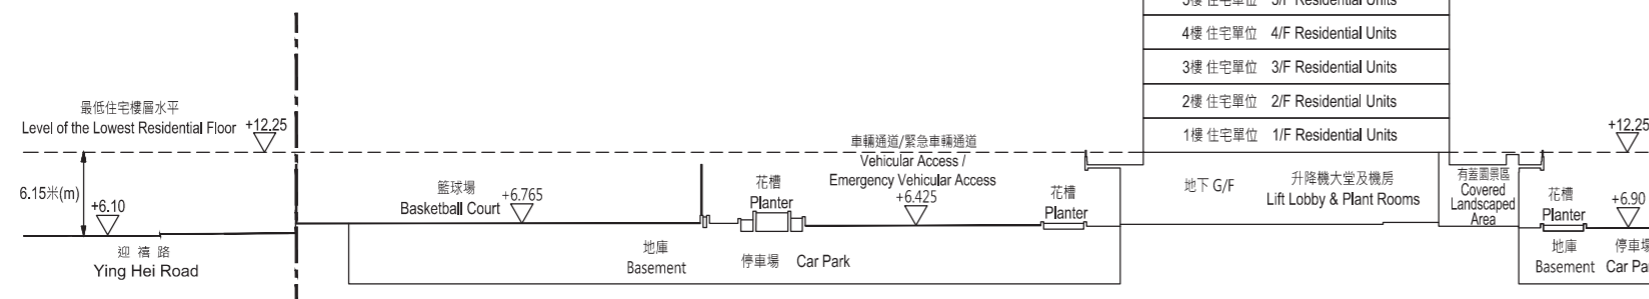 5樓 住宅單位 5/F Residential Units
4樓 住宅單位 4/F Residential Units
3樓 住宅單位 3/F Residential Units
2樓 住宅單位 2/F Residential Units
1樓 住宅單位 1/F Residential Units
最低住宅樓層水平
Level of the Lowest Residential Floor +12.25
6.15米(m)
+6.10
迎禧路
Ying Hei Road
籃球場
Basketball Court
+6.765
花槽
Planter
車輛通道/緊急車輛通道
Vehicular Access /
Emergency Vehicular Access
+6.425
花槽
Planter
地庫
Basement
停車場 Car Park
地下 G/F
升降機大堂及機房
Lift Lobby & Plant Rooms
有蓋園景區
Covered
Landscaped
Area
+12.25
花槽
Planter
+6.90
地庫
Basement
停車場